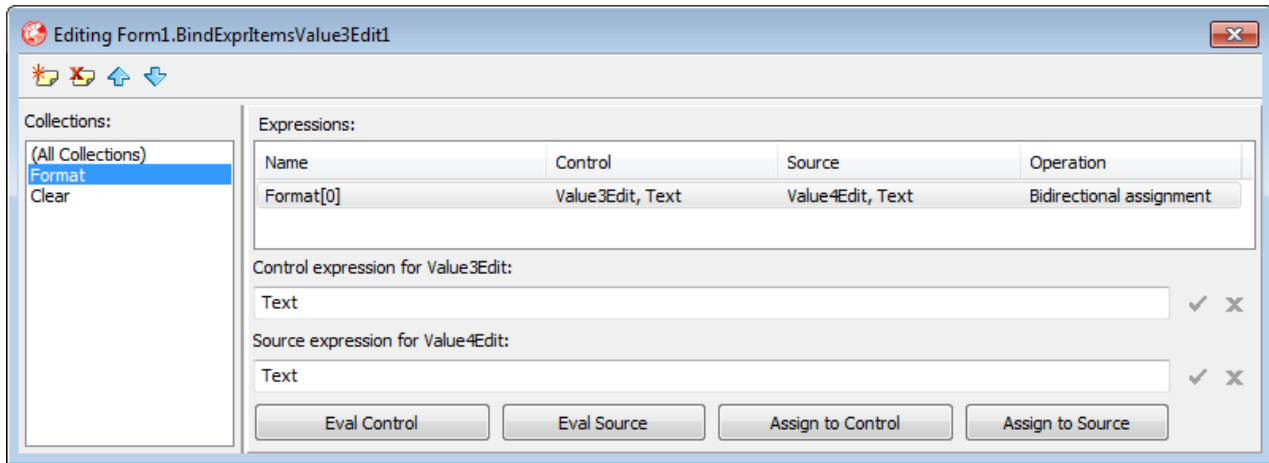 Editing Form1.BindExprItemsValue3Edit1
Collections:
(All Collections)
Format
Clear
Expressions:
Name Control Source Operation
Format[0] Value3Edit, Text Value4Edit, Text Bidirectional assignment
Control expression for Value3Edit:
Text
Source expression for Value4Edit:
Text
Eval Control Eval Source Assign to Control Assign to Source